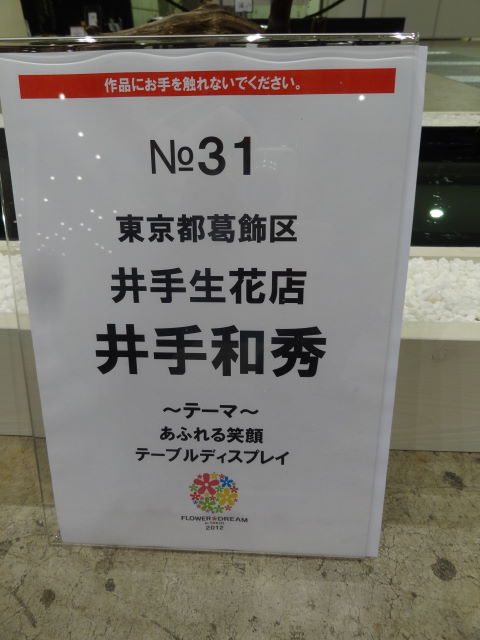 作品にお手を触れないでください。
№31
東京都葛飾区
井手生花店
井手和秀
～テーマ～
あふれる笑顔
テーブルディスプレイ
FLOWER★DREAM
in TOKYO
2012